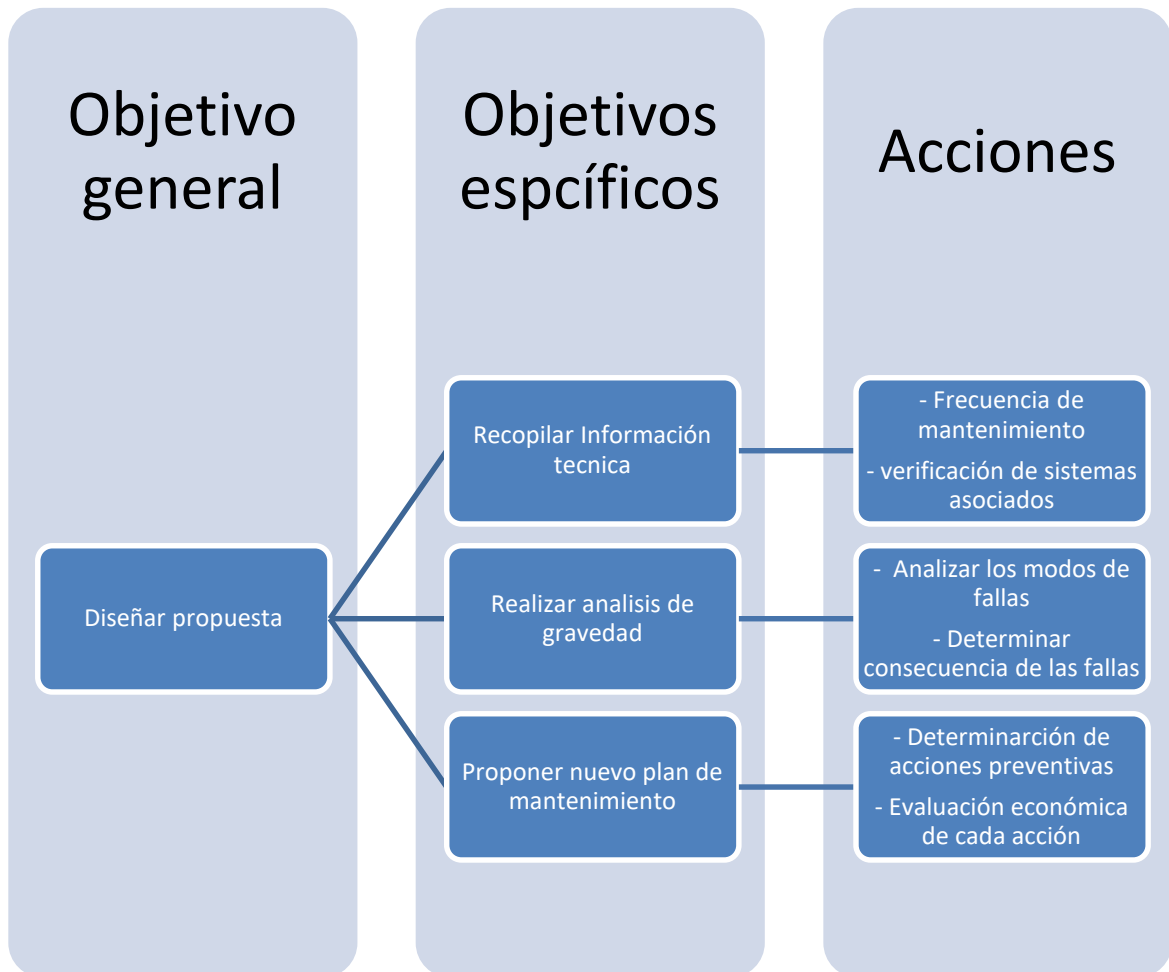 Objetivo
general
Objetivos
espcíficos
Acciones
Diseñar propuesta
Recopilar Información
tecnica
- Frecuencia de
mantenimiento
- verificación de sistemas
asociados
Realizar analisis de
gravedad
- Analizar los modos de
fallas
- Determinar
consecuencia de las fallas
Proponer nuevo plan de
mantenimiento
- Determinarción de
acciones preventivas
- Evaluación económica
de cada acción